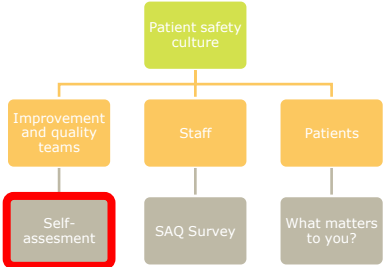 Patient safety
culture
Improvement
and quality
teams
Staff
Patients
Self-
assesment
SAQ Survey
What matters
to you?